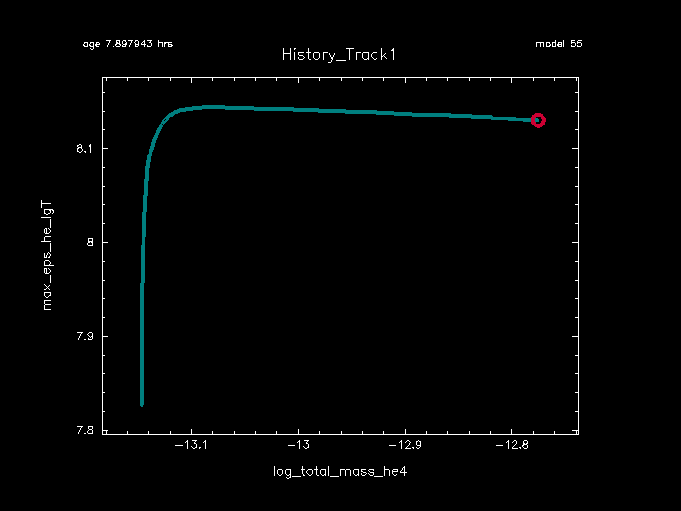 age 7.897943 hrs
model 55
History_Track1
8.1
8
7.9
7.8
max_eps_he_lgT
−13.1
−13
−12.9
−12.8
log_total_mass_he4